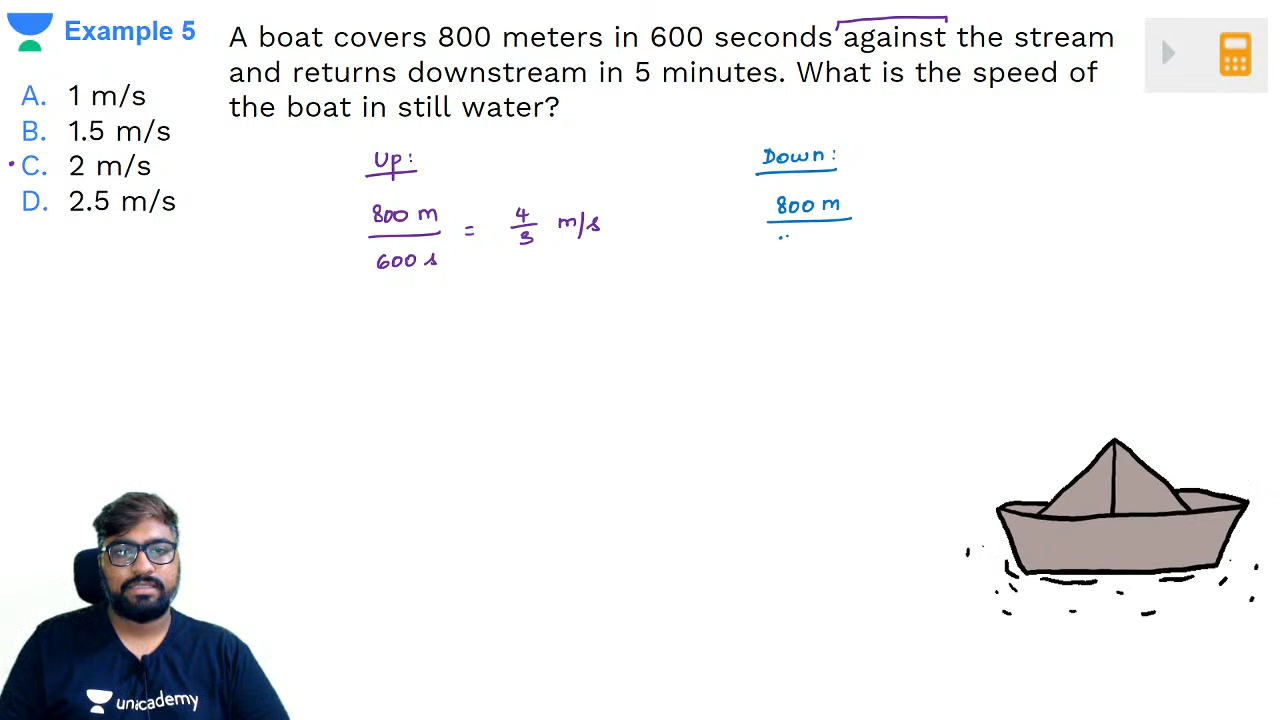 Example 5
A boat covers 800 meters in 600 seconds against the stream
and returns downstream in 5 minutes. What is the speed of
the boat in still water?
A. 1 m/s
B. 1.5 m/s
C. 2 m/s
D. 2.5 m/s
Up:
800 m
600 s
= 4/3 m/s
Down:
800 m
unacademy